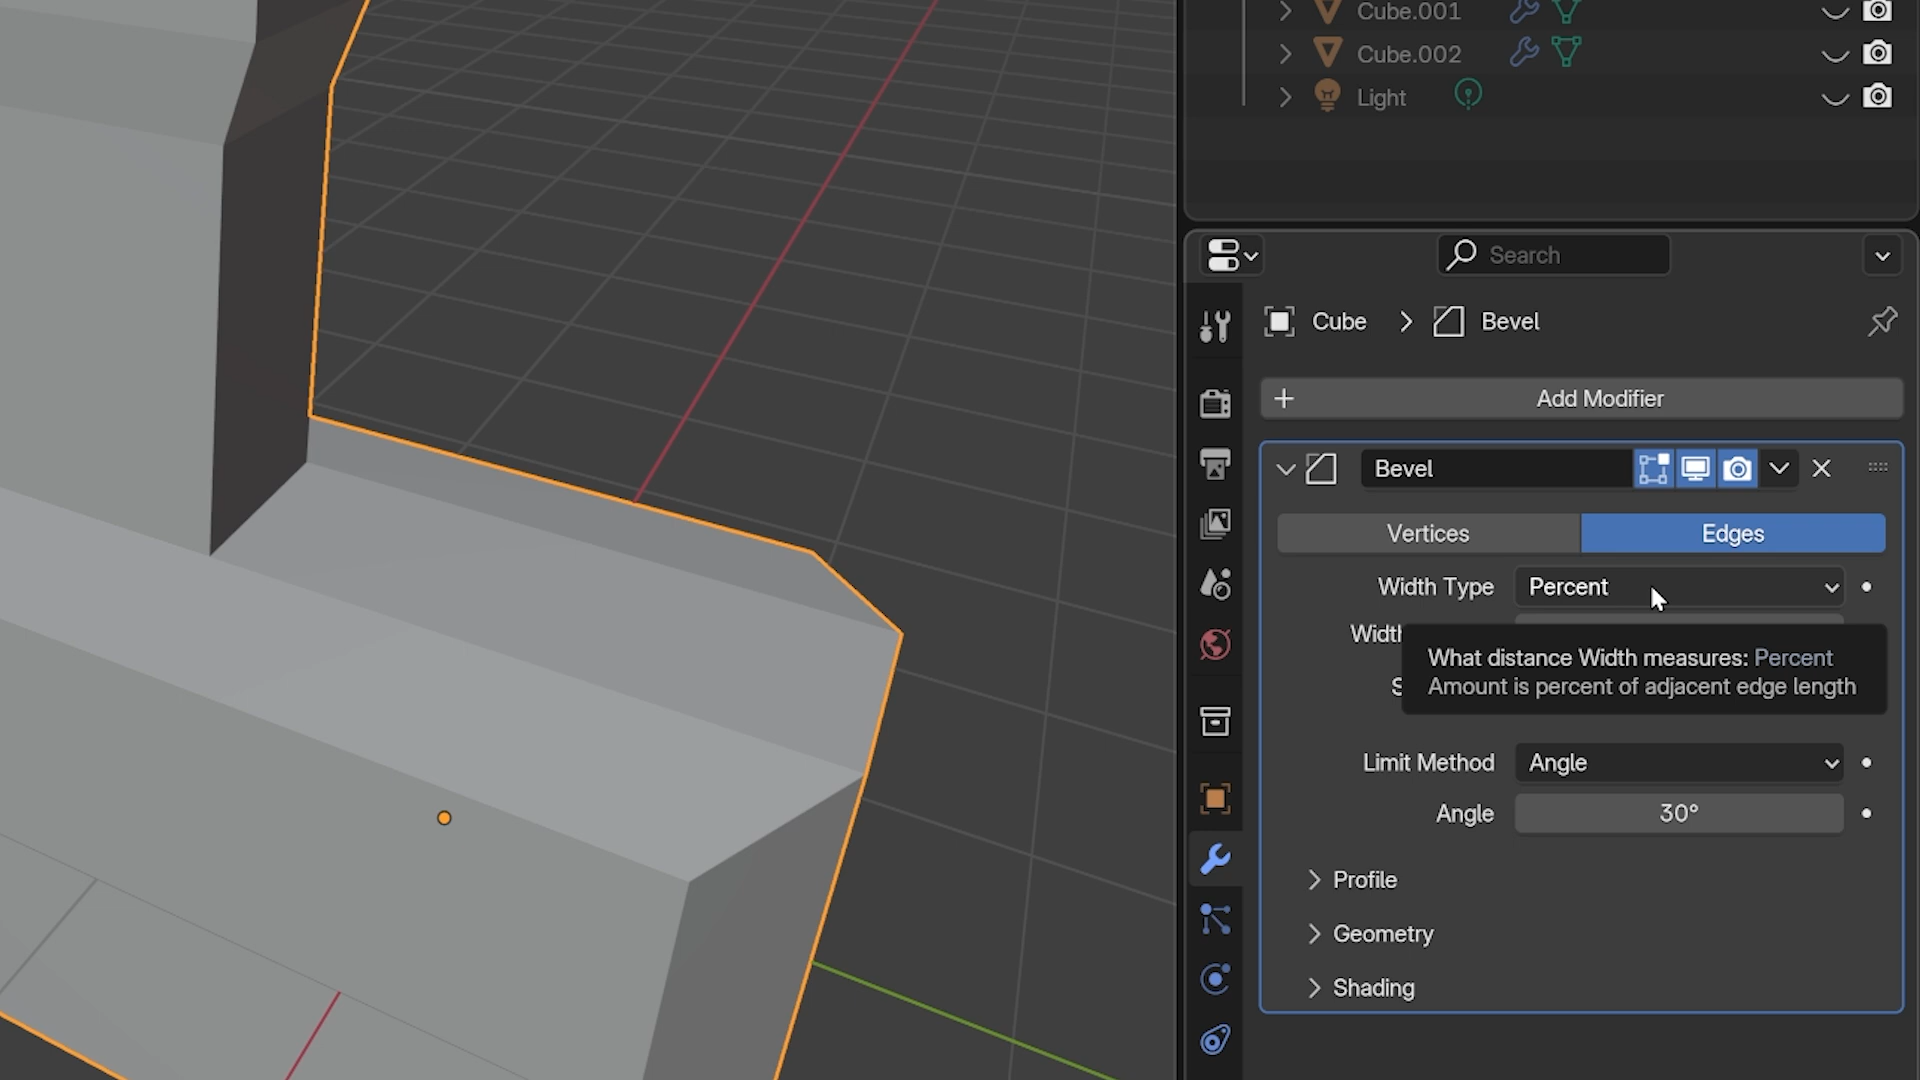 Cube.001
Cube.002
Light
Search
Cube
Bevel
Add Modifier
Bevel
Vertices
Edges
Width Type
Percent
Width
What distance Width measures: Percent
S
Amount is percent of adjacent edge length
Limit Method
Angle
Angle
30°
Profile
Geometry
Shading